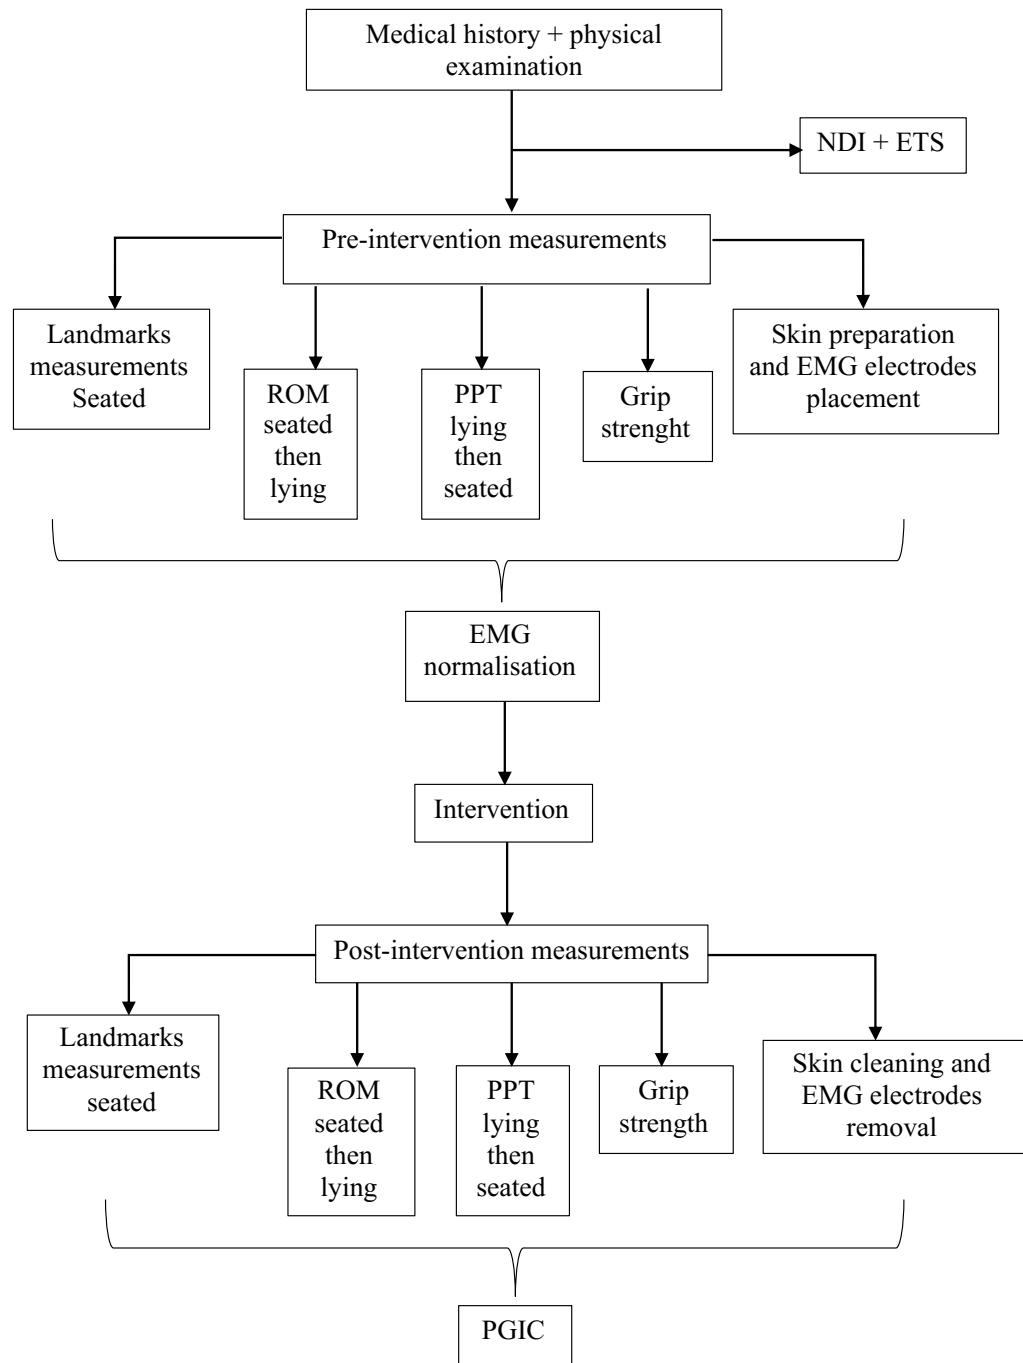 Medical history + physical
examination
NDI + ETS
Pre-intervention measurements
Landmarks
measurements
Seated
ROM
seated
then
lying
PPT
lying
then
seated
Grip
strenght
Skin preparation
and EMG electrodes
placement
EMG
normalisation
Intervention
Post-intervention measurements
Landmarks
measurements
seated
ROM
seated
then
lying
PPT
lying
then
seated
Grip
strength
Skin cleaning and
EMG electrodes
removal
PGIC